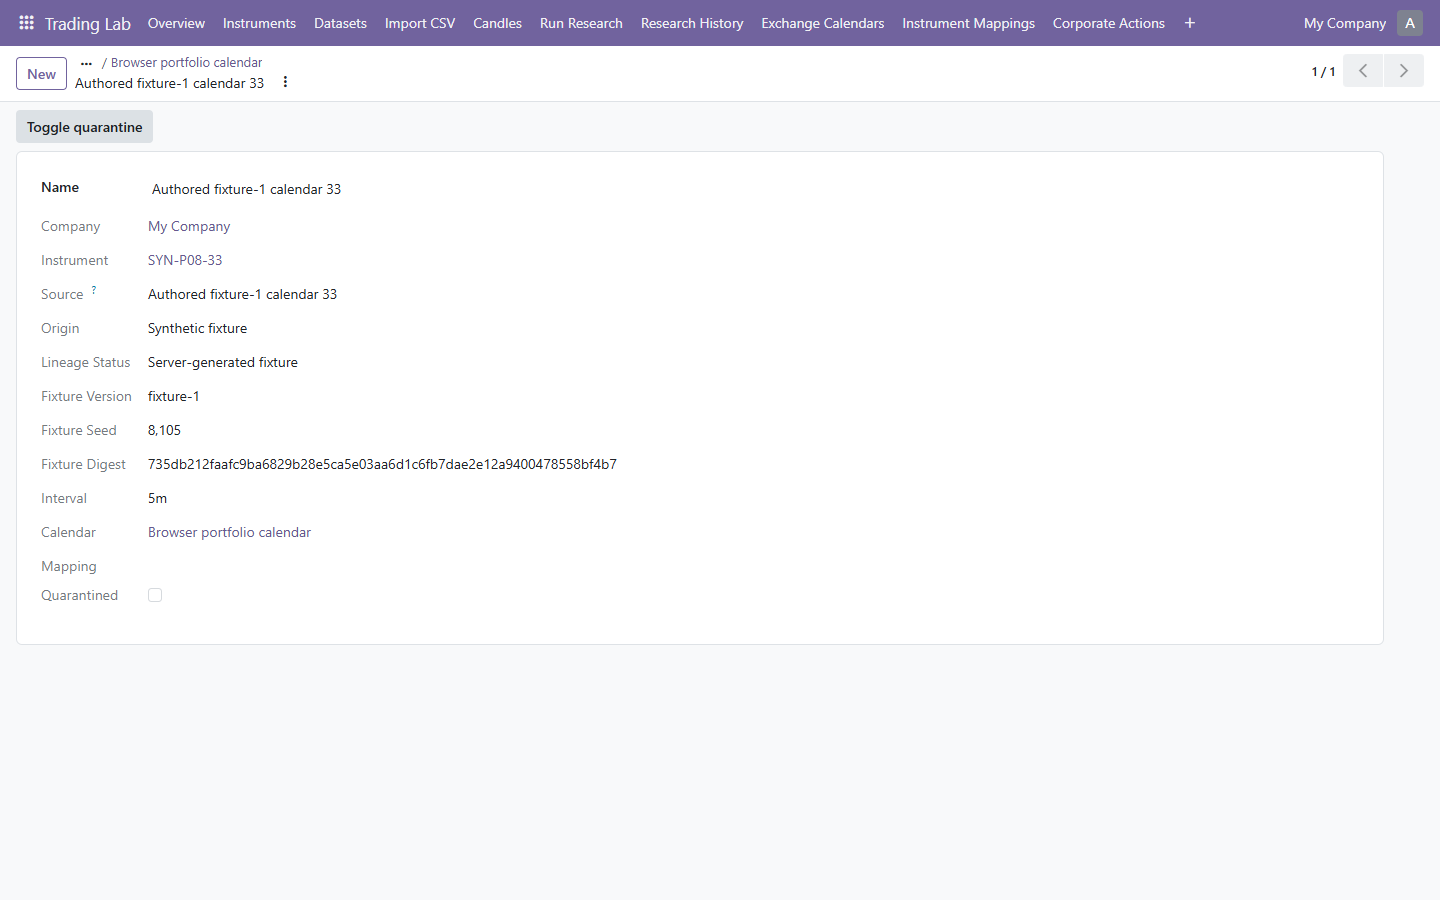 Trading Lab Overview Instruments Datasets Import CSV Candles Run Research Research History Exchange Calendars Instrument Mappings Corporate Actions + My Company A
New ... / Browser portfolio calendar
Authored fixture-1 calendar 33
1 / 1
Toggle quarantine
Name Authored fixture-1 calendar 33
Company My Company
Instrument SYN-P08-33
Source ? Authored fixture-1 calendar 33
Origin Synthetic fixture
Lineage Status Server-generated fixture
Fixture Version fixture-1
Fixture Seed 8,105
Fixture Digest 735db212faafc9ba6829b28e5ca5e03aa6d1c6fb7dae2e12a9400478558bf4b7
Interval 5m
Calendar Browser portfolio calendar
Mapping
Quarantined